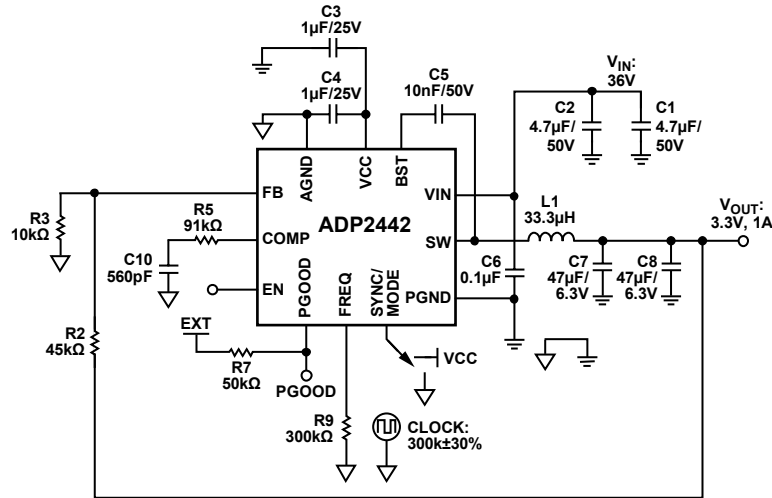 C3
1µF/25V
C4
1µF/25V
C5
10nF/50V
VIN:
36V
C2
4.7µF/
50V
C1
4.7µF/
50V
AGND
VCC
BST
FB
VIN
ADP2442
R3
10kΩ
R5
91kΩ
COMP
SW
L1
33.3µH
VOUT:
3.3V, 1A
C10
560pF
EN
PGOOD
FREQ
SYNC/
MODE
PGND
C6
0.1µF
C7
47µF/
6.3V
C8
47µF/
6.3V
R2
45kΩ
EXT
R7
50kΩ
PGOOD
VCC
R9
300kΩ
CLOCK:
300k±30%